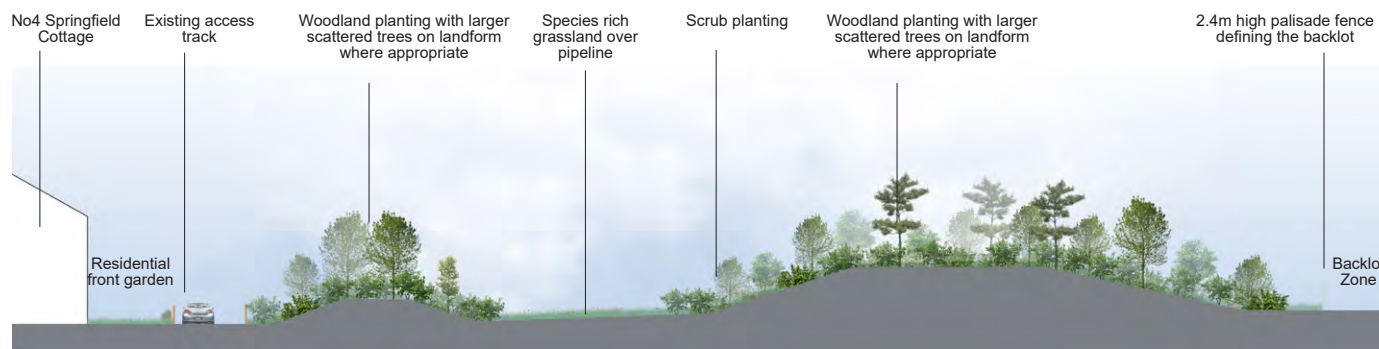 No4 Springfield
Cottage
Existing access
track
Woodland planting with larger
scattered trees on landform
where appropriate
Species rich
grassland over
pipeline
Scrub planting
Woodland planting with larger
scattered trees on landform
where appropriate
2.4m high palisade fence
defining the backlot
Residential
front garden
Backlo
Zone